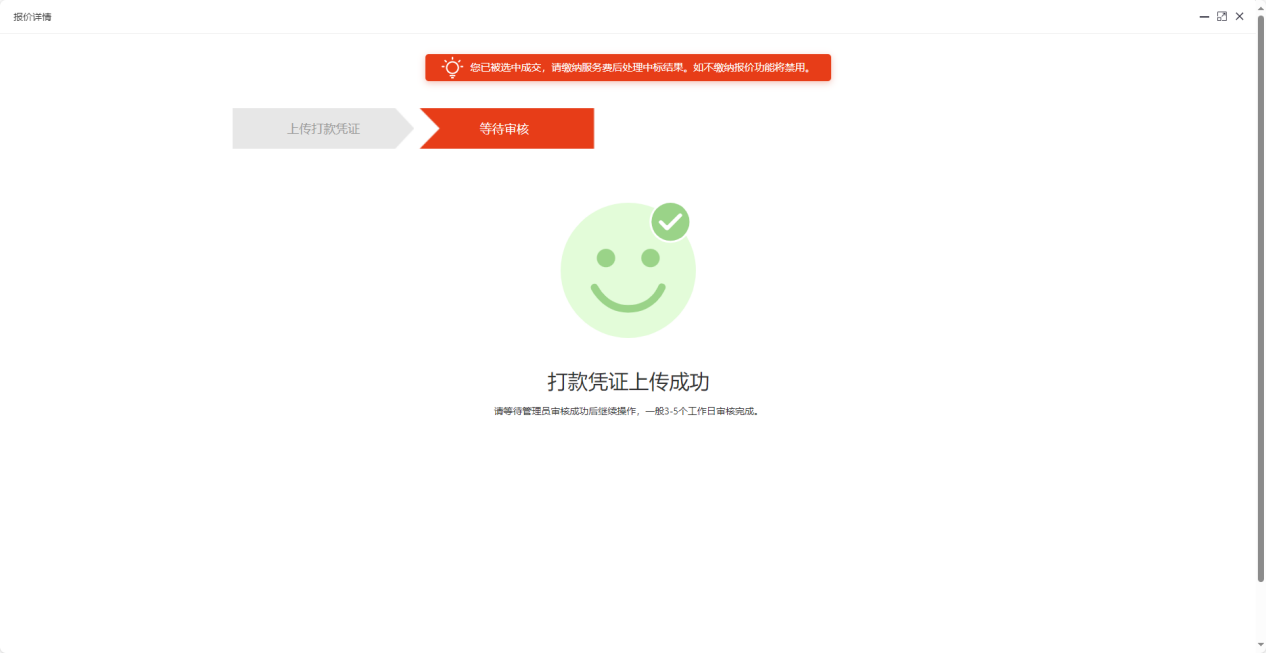 报价详情
您已被选中成交，请缴纳服务费后处理中标结果。如不缴纳报价功能将禁用。
上传打款凭证
等待审核
打款凭证上传成功
请等待管理员审核成功后继续操作，一般3-5个工作日审核完成。